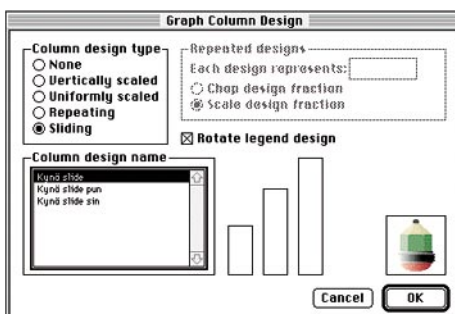 Graph Column Design
Column design type
None
Vertically scaled
Uniformly scaled
Repeating
Sliding
Repeated designs
Each design represents:
Chop design fraction
Scale design fraction
Rotate legend design
Column design name
Kynä slide
Kynä slide pun
Kynä slide sin
Cancel
OK